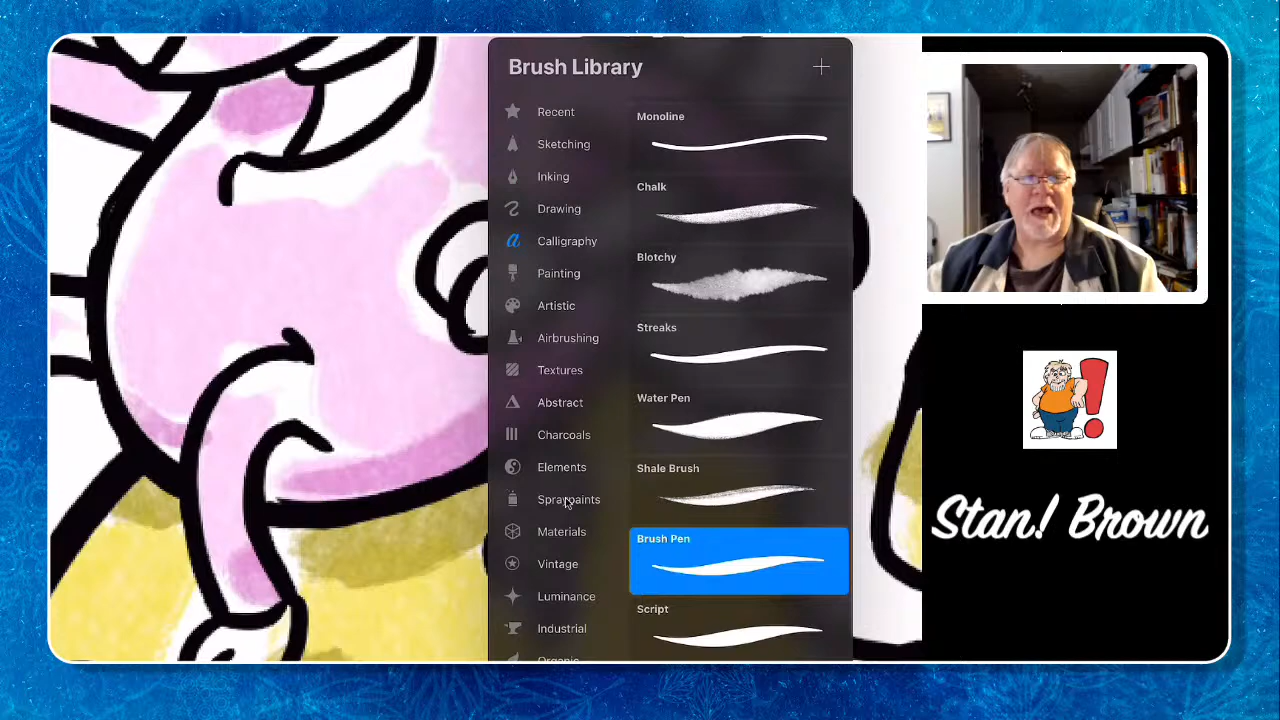 Brush Library
Recent
Sketching
Inking
Drawing
Calligraphy
Painting
Artistic
Airbrushing
Textures
Abstract
Charcoals
Elements
Spraypaints
Materials
Vintage
Luminance
Industrial
Organic
Monoline
Chalk
Blotchy
Streaks
Water Pen
Shale Brush
Brush Pen
Script
Stan! Brown